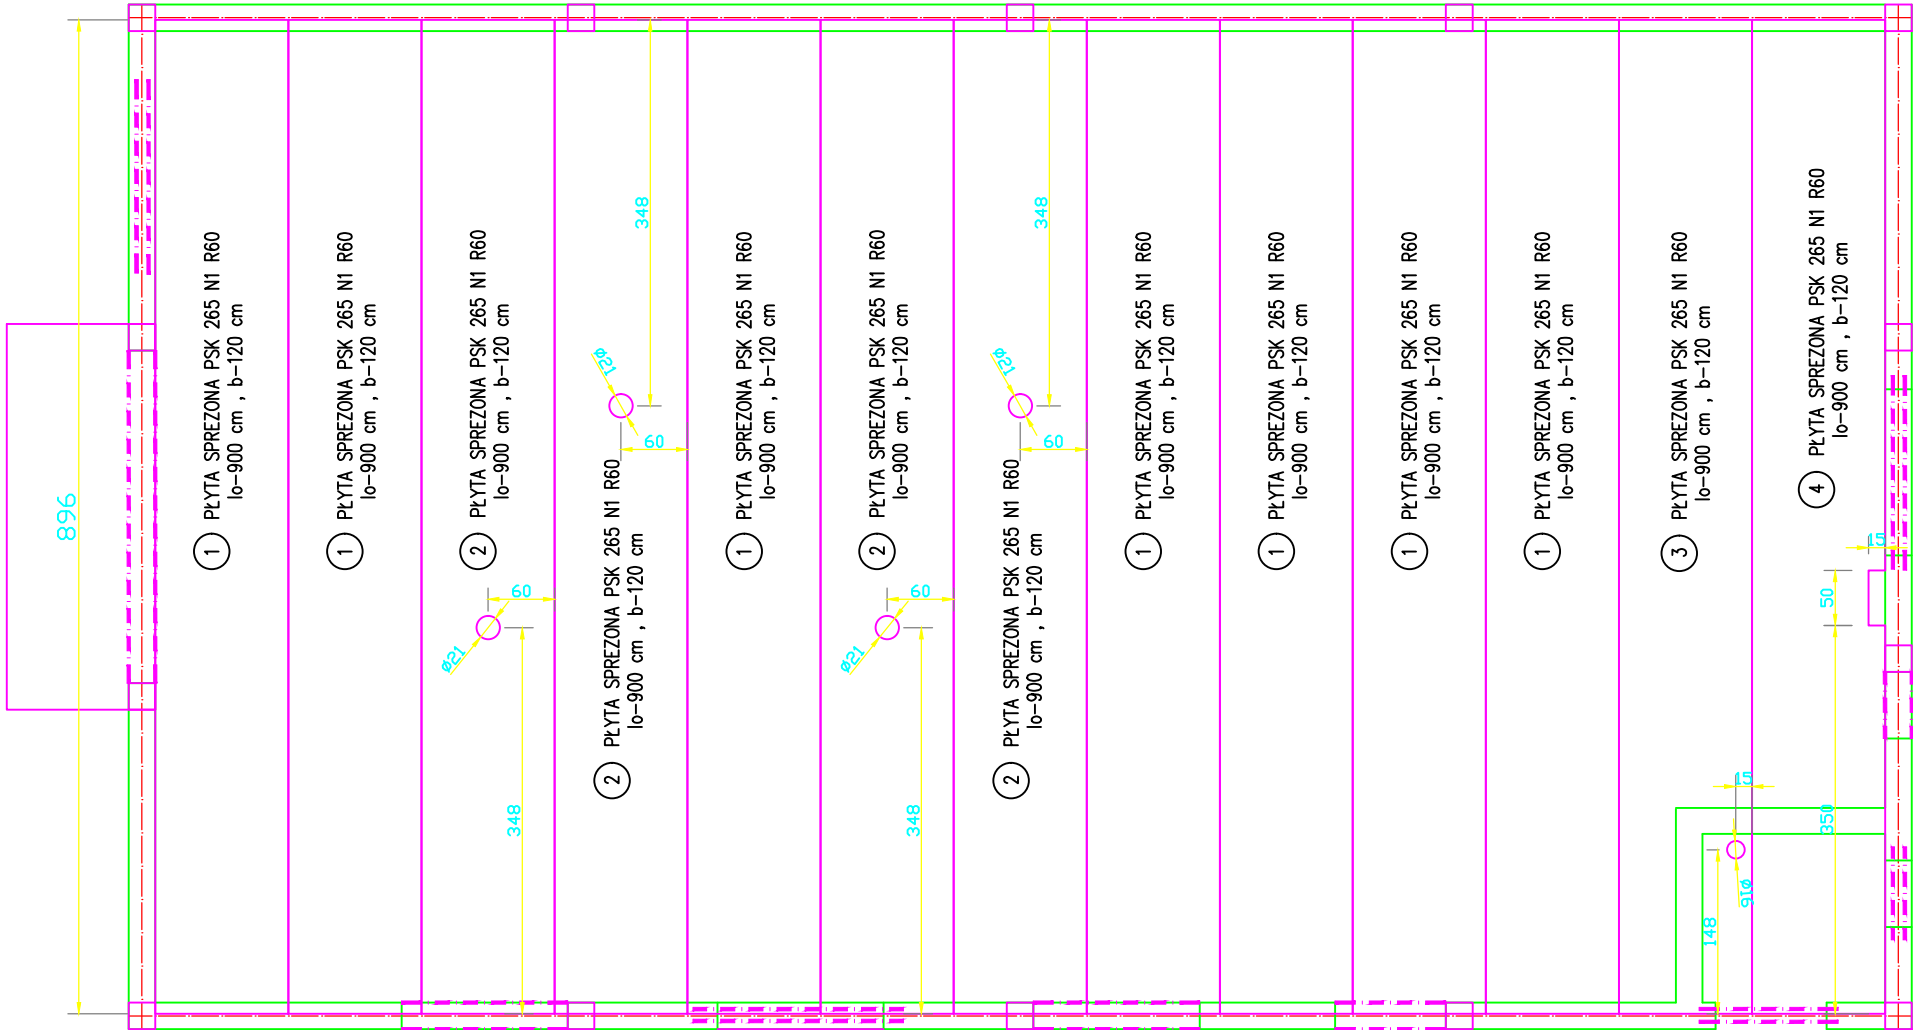 896
1 PŁYTA SPREZONA PSK 265 N1 R60
lo-900 cm , b-120 cm
1 PŁYTA SPREZONA PSK 265 N1 R60
lo-900 cm , b-120 cm
2 PŁYTA SPREZONA PSK 265 N1 R60
lo-900 cm , b-120 cm
Ø21
60
348
2 PŁYTA SPREZONA PSK 265 N1 R60
lo-900 cm , b-120 cm
Ø21
348
60
1 PŁYTA SPREZONA PSK 265 N1 R60
lo-900 cm , b-120 cm
2 PŁYTA SPREZONA PSK 265 N1 R60
lo-900 cm , b-120 cm
Ø21
60
348
2 PŁYTA SPREZONA PSK 265 N1 R60
lo-900 cm , b-120 cm
Ø21
348
60
1 PŁYTA SPREZONA PSK 265 N1 R60
lo-900 cm , b-120 cm
1 PŁYTA SPREZONA PSK 265 N1 R60
lo-900 cm , b-120 cm
1 PŁYTA SPREZONA PSK 265 N1 R60
lo-900 cm , b-120 cm
1 PŁYTA SPREZONA PSK 265 N1 R60
lo-900 cm , b-120 cm
3 PŁYTA SPREZONA PSK 265 N1 R60
lo-900 cm , b-120 cm
148
15
Ø16
4 PŁYTA SPREZONA PSK 265 N1 R60
lo-900 cm , b-120 cm
350
50
15